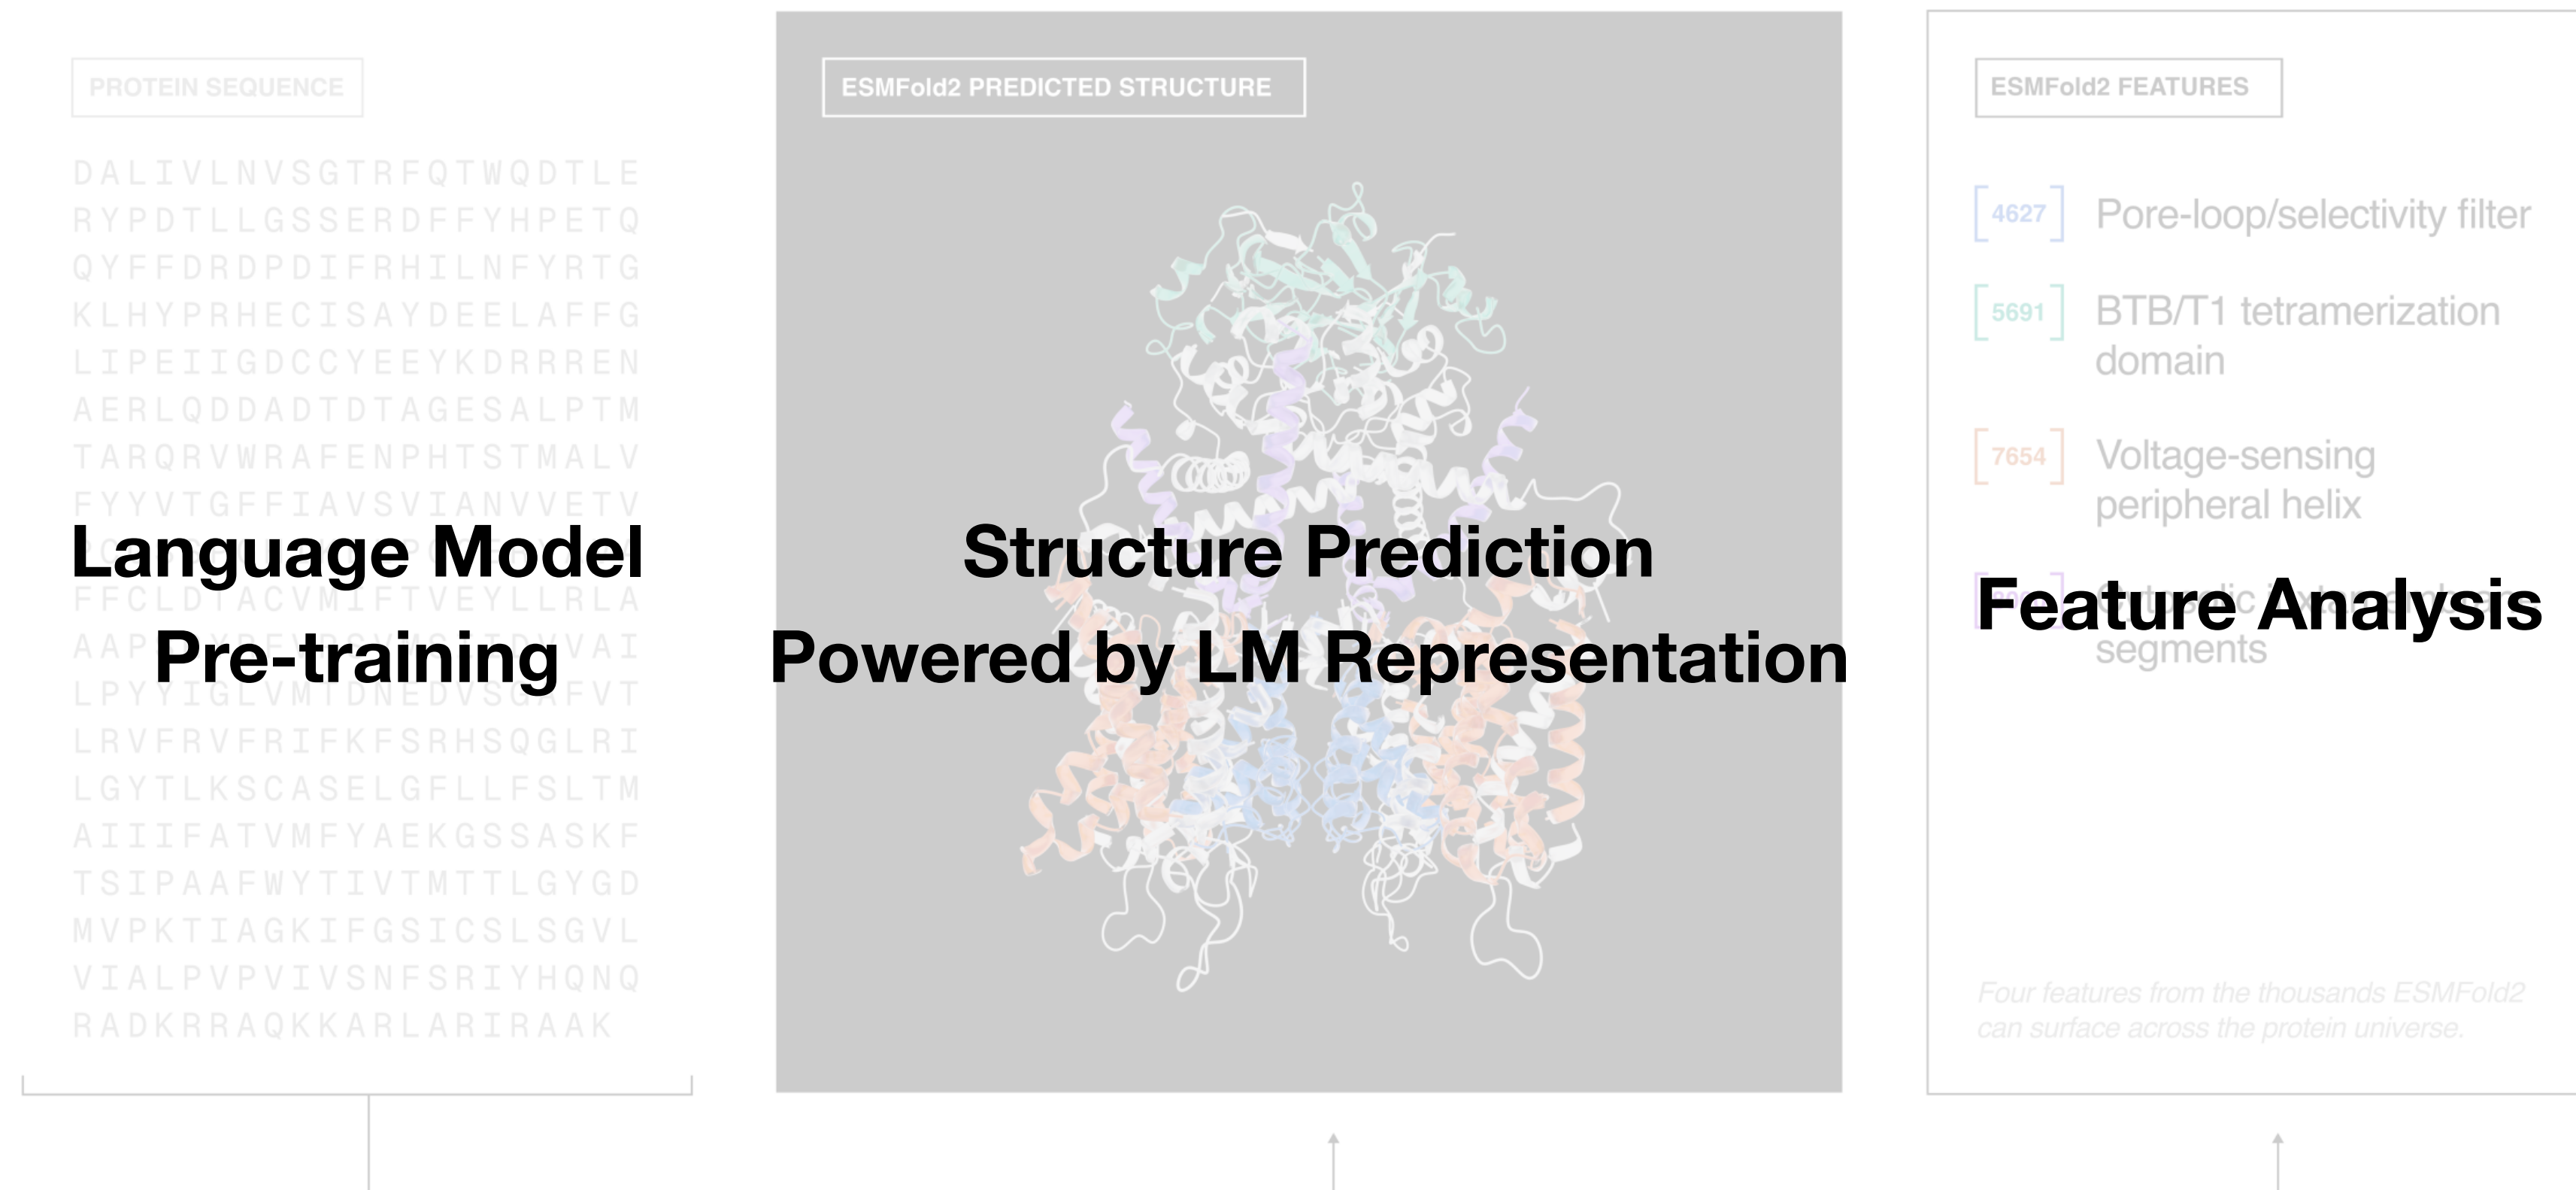 PROTEIN SEQUENCE
DALIVLNVSGTRFQTWQDTLE
RYPDTLLGSSERDFFYHPETQ
QYFFDRDPDIFRHILNFYRTG
KLHYPRHECISAYDEELAFFG
LIPEIIGDCCYEEYKDRRREN
AERLQDDADTDTAGESALPTM
TARQRVWRAFENPHTSTMALV
FYYVTGFFIAVSVIANVVETV
Language Model
FFCLDTACVMIFTVEYLLRLA
Pre-training
LRVFRVFRIFKFSRHSQGLRI
LGYTLKSCASELGFLLFSLTM
AIIIFATVMFYAEKGSSASKF
TSIPAAFWYTIVTMTTLGYGD
MVPKTIAGKIFGSICSLSGVL
VIALPVPVIVSNFSRIYHQNQ
RADKRRAQKKARLARIRAAK
ESMFold2 PREDICTED STRUCTURE
Structure Prediction
Powered by LM Representation
ESMFold2 FEATURES
4627 Pore-loop/selectivity filter
5691 BTB/T1 tetramerization
domain
7654 Voltage-sensing
peripheral helix
Feature Analysis
segments
Four features from the thousands ESMFold2
can surface across the protein universe.